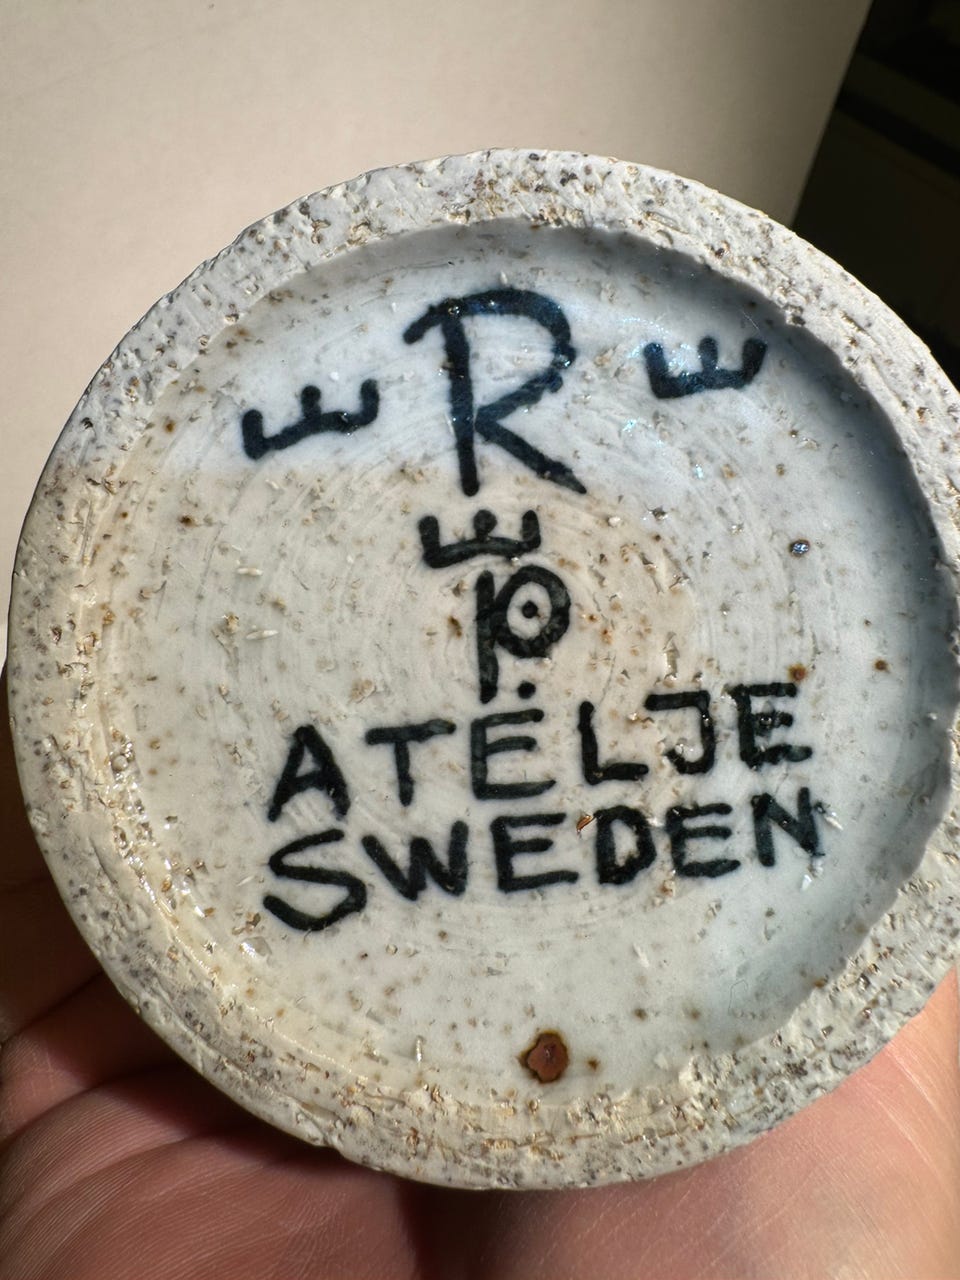 R
P.
ATELJE
SWEDEN